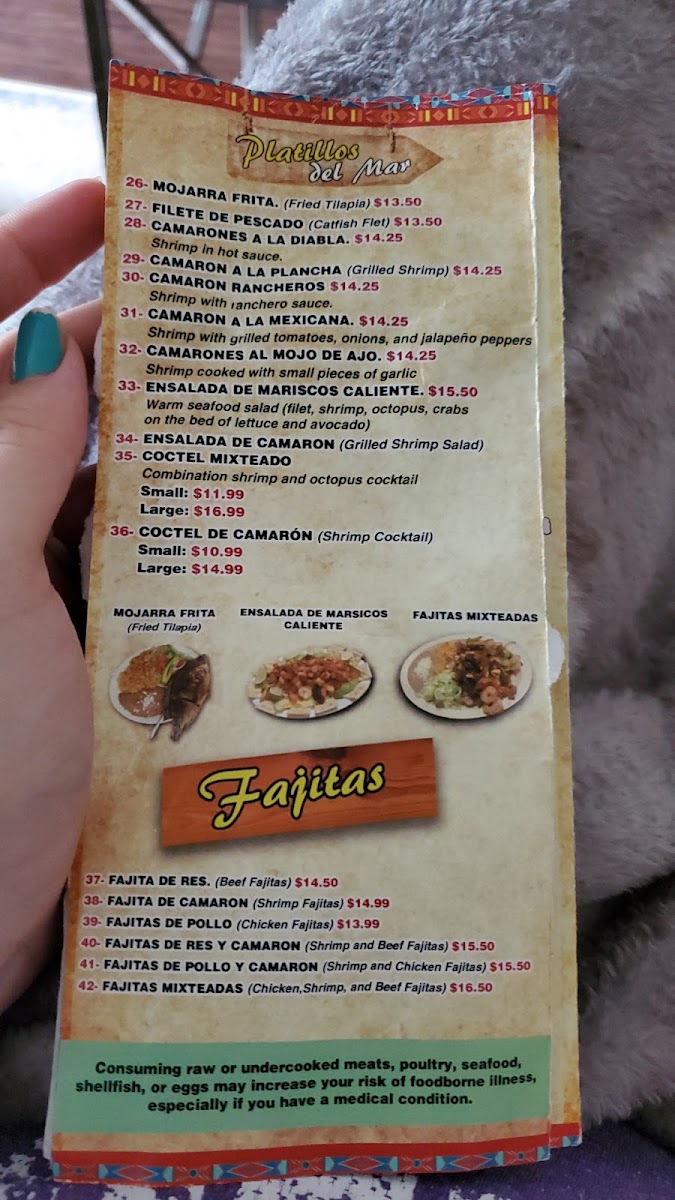 Platillos
del Mar
26- MOJARRA FRITA. (Fried Tilapia) $13.50
27- FILETE DE PESCADO (Catfish Flet) $13.50
28- CAMARONES A LA DIABLA. $14.25
Shrimp in hot sauce.
29- CAMARON A LA PLANCHA (Grilled Shrimp) $14.25
30- CAMARON RANCHEROS $14.25
Shrimp with ranchero sauce.
31- CAMARON A LA MEXICANA. $14.25
Shrimp with grilled tomatoes, onions, and jalapeño peppers
32- CAMARONES AL MOJO DE AJO. $14.25
Shrimp cooked with small pieces of garlic
33- ENSALADA DE MARISCOS CALIENTE. $15.50
Warm seafood salad (filet, shrimp, octopus, crabs
on the bed of lettuce and avocado)
34- ENSALADA DE CAMARON (Grilled Shrimp Salad)
35- COCTEL MIXTEADO
Combination shrimp and octopus cocktail
Small: $11.99
Large: $16.99
36- COCTEL DE CAMARÓN (Shrimp Cocktail)
Small: $10.99
Large: $14.99
MOJARRA FRITA
(Fried Tilapia)
ENSALADA DE MARSICOS
CALIENTE
FAJITAS MIXTEADAS
Fajitas
37- FAJITA DE RES. (Beef Fajitas) $14.50
38- FAJITA DE CAMARON (Shrimp Fajitas) $14.99
39- FAJITAS DE POLLO (Chicken Fajitas) $13.99
40- FAJITAS DE RES Y CAMARON (Shrimp and Beef Fajitas) $15.50
41- FAJITAS DE POLLO Y CAMARON (Shrimp and Chicken Fajitas) $15.50
42- FAJITAS MIXTEADAS (Chicken,Shrimp, and Beef Fajitas) $16.50
Consuming raw or undercooked meats, poultry, seafood,
shellfish, or eggs may increase your risk of foodborne illness,
especially if you have a medical condition.